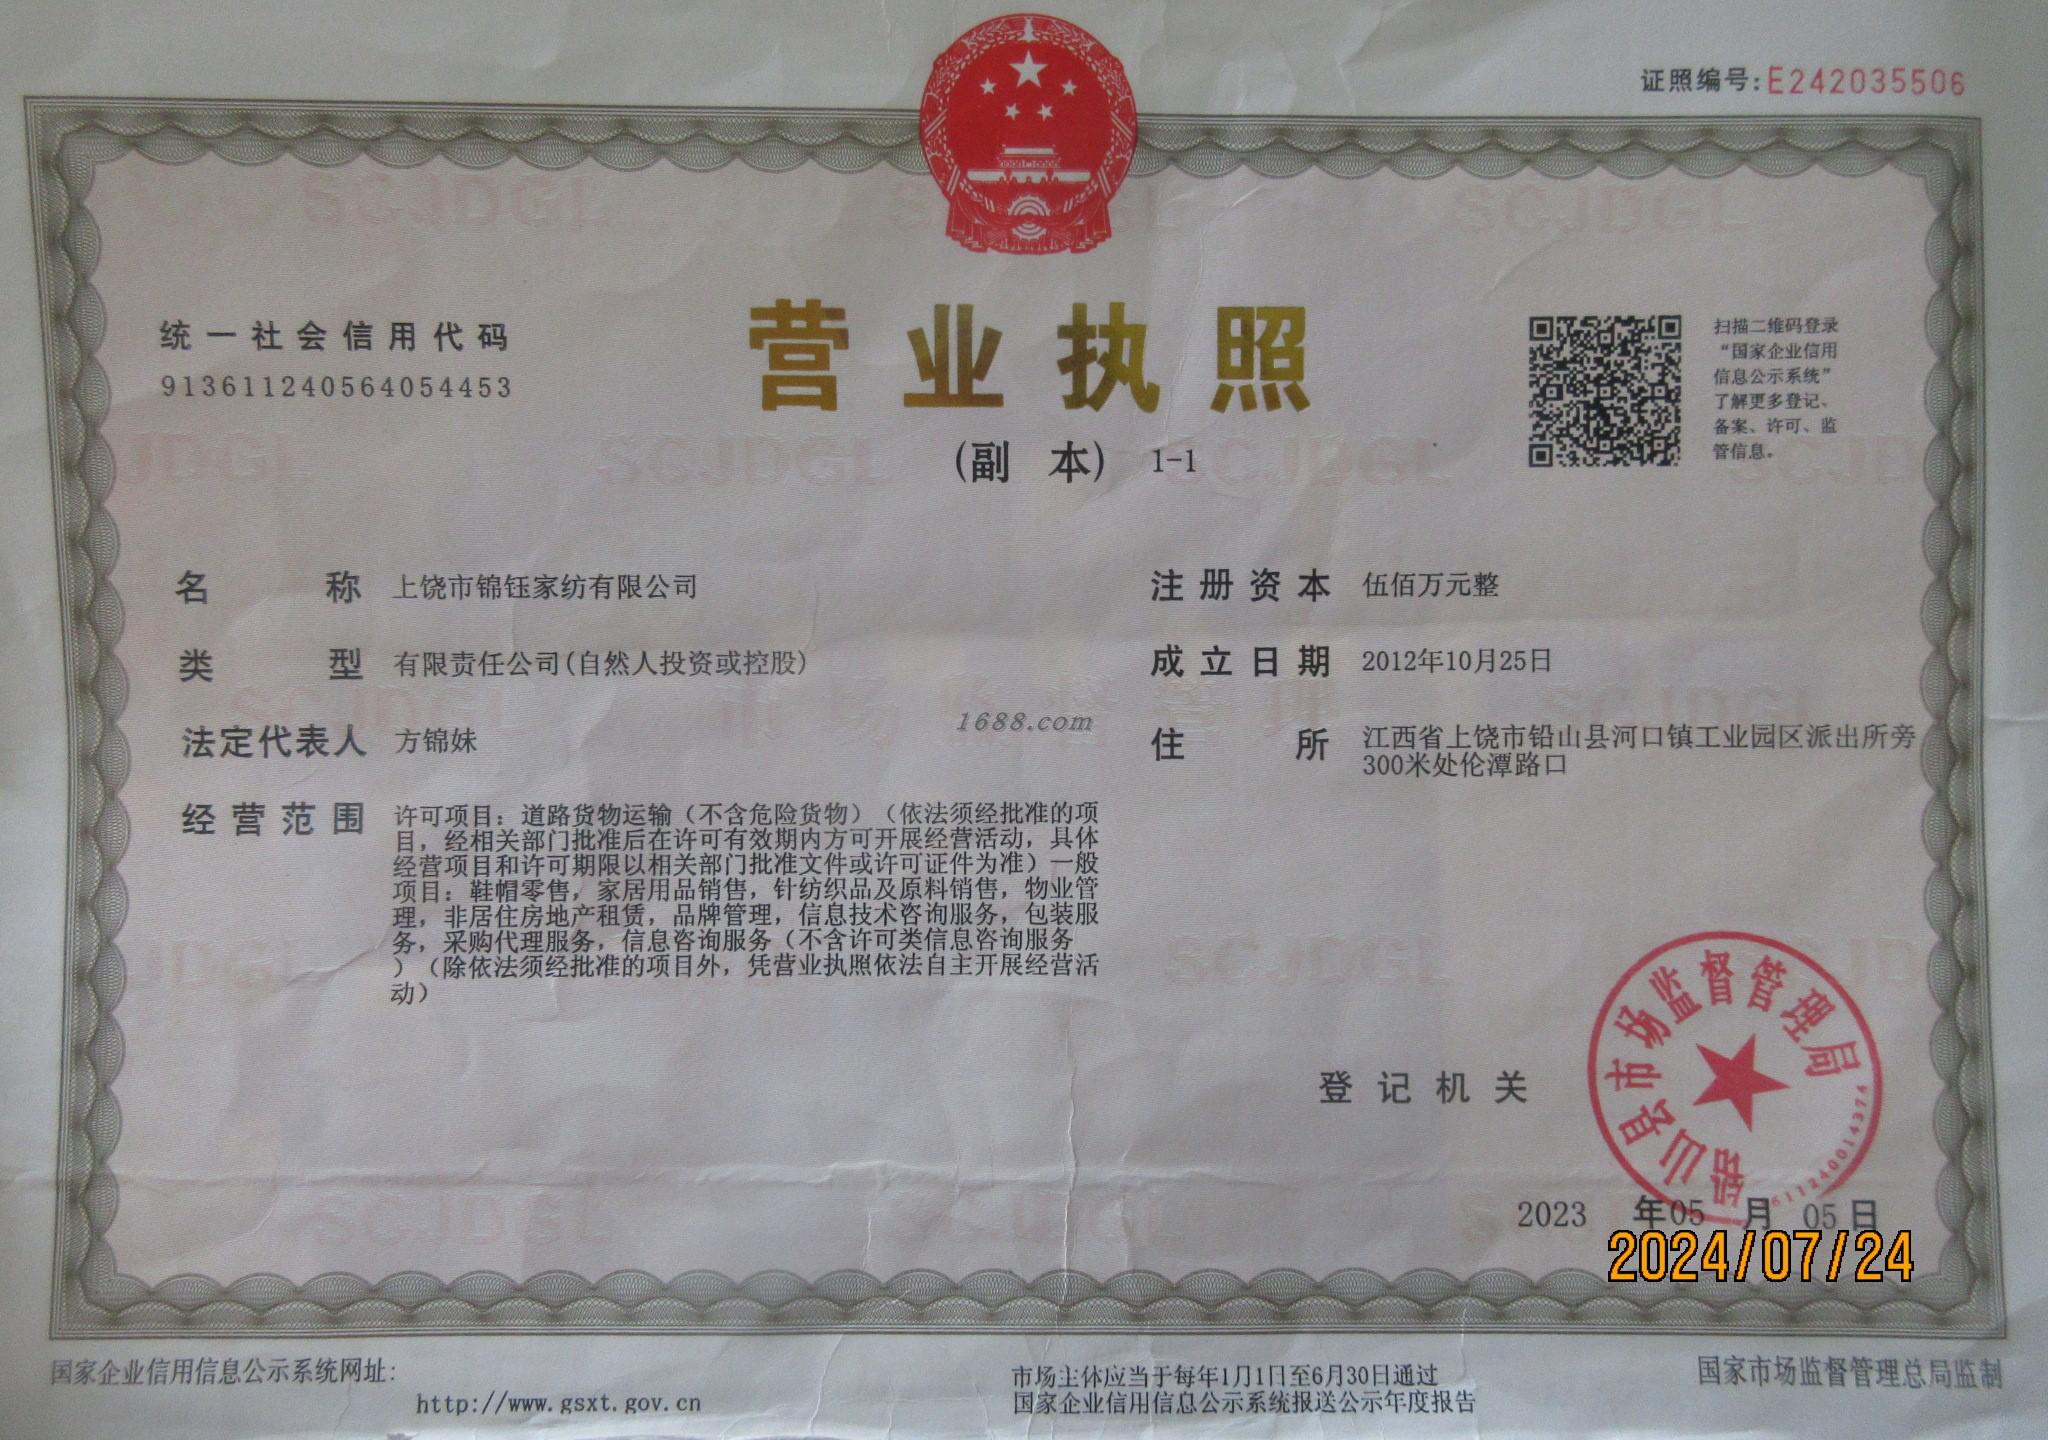 证照编号:E242035506
统一社会信用代码
913611240564054453
营业执照
(副 本) 1-1
扫描二维码登录
“国家企业信用
信息公示系统”
了解更多登记、
备案、许可、监
管信息。
名 称 上饶市锦钰家纺有限公司
类 型 有限责任公司(自然人投资或控股)
法定代表人 方锦妹
经营范围 许可项目:道路货物运输(不含危险货物)(依法须经批准的项
目,经相关部门批准后在许可有效期内方可开展经营活动,具体
经营项目和许可期限以相关部门批准文件或许可证件为准)一般
项目:鞋帽零售,家居用品销售,针纺织品及原料销售,物业管
理,非居住房地产租赁,品牌管理,信息技术咨询服务,包装服
务,采购代理服务,信息咨询服务(不含许可类信息咨询服务
)(除依法须经批准的项目外,凭营业执照依法自主开展经营活
动)
注册资本 伍佰万元整
成立日期 2012年10月25日
住 所 江西省上饶市铅山县河口镇工业园区派出所旁
300米处伦潭路口
1688.com
登记机关
铅山县市场监督管理局
2023 年05 月 05日
2024/07/24
国家企业信用信息公示系统网址:
http://www.gsxt.gov.cn
市场主体应当于每年1月1日至6月30日通过
国家企业信用信息公示系统报送公示年度报告
国家市场监督管理总局监制